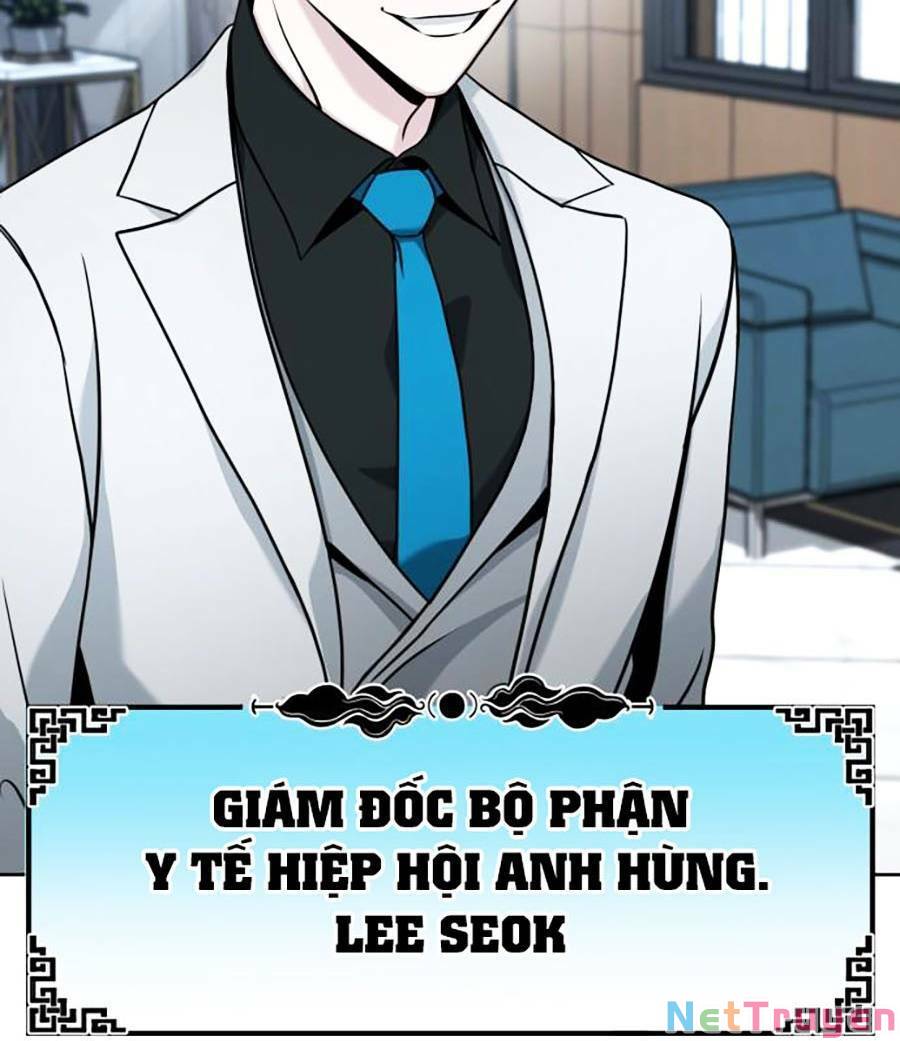 GIÁM ĐỐC BỘ PHẬN
Y TẾ HIỆP HỘI ANH HÙNG.
LEE SEOK
NetTruyen